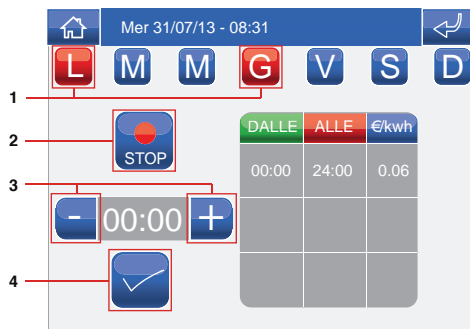 Mer 31/07/13 - 08:31
L M M G V S D
1
2
STOP
3
- 00:00 +
4
DALLE ALLE €/kwh
00:00 24:00 0.06